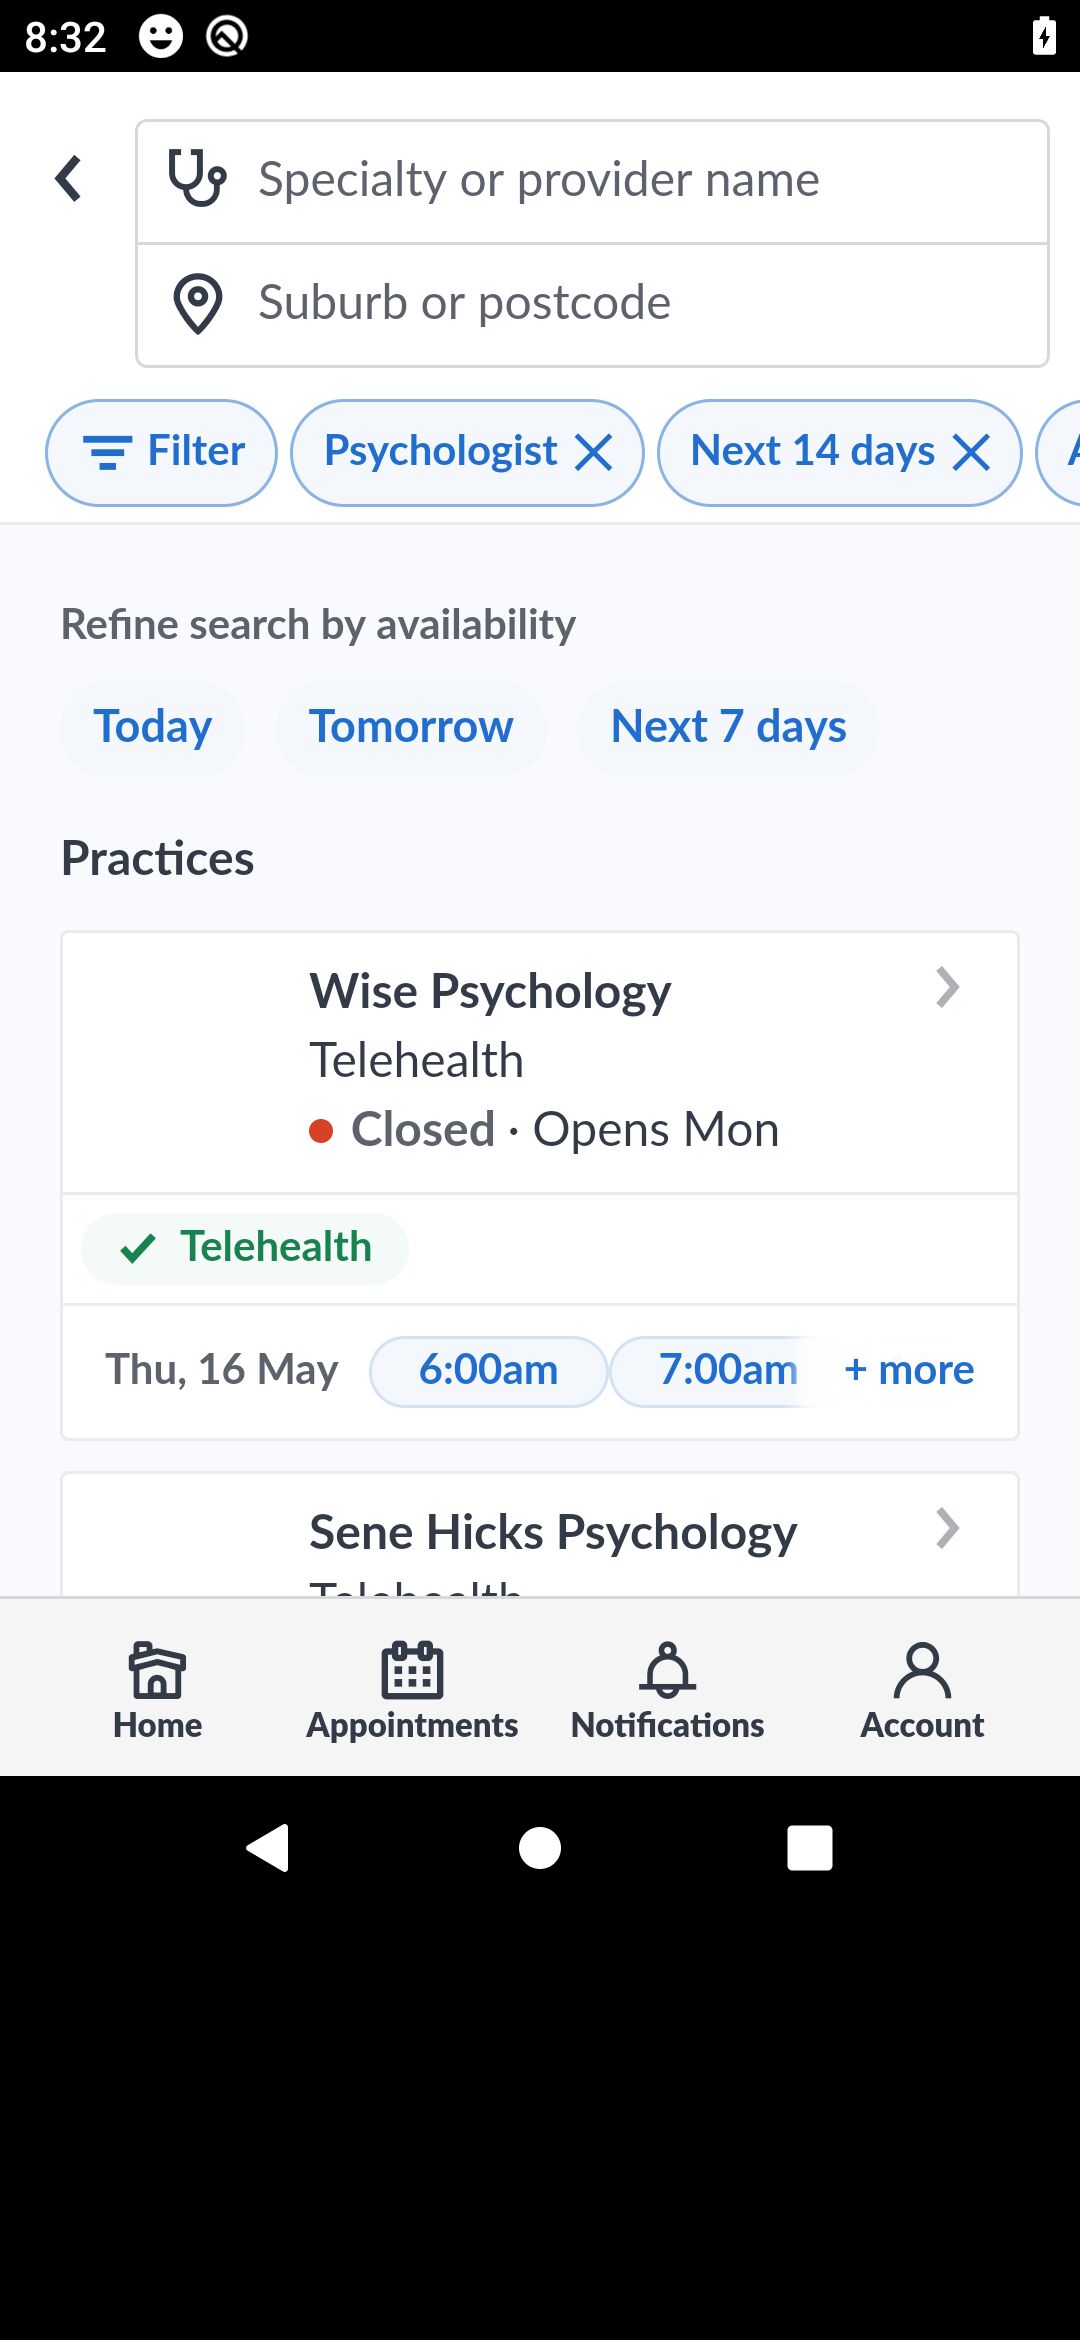 8:32
Specialty or provider name
Suburb or postcode
Filter
Psychologist
Next 14 days
Refine search by availability
Today
Tomorrow
Next 7 days
Practices
Wise Psychology
Telehealth
Closed · Opens Mon
Telehealth
Thu, 16 May
6:00am
7:00am
+ more
Sene Hicks Psychology
Telehealth
Home
Appointments
Notifications
Account